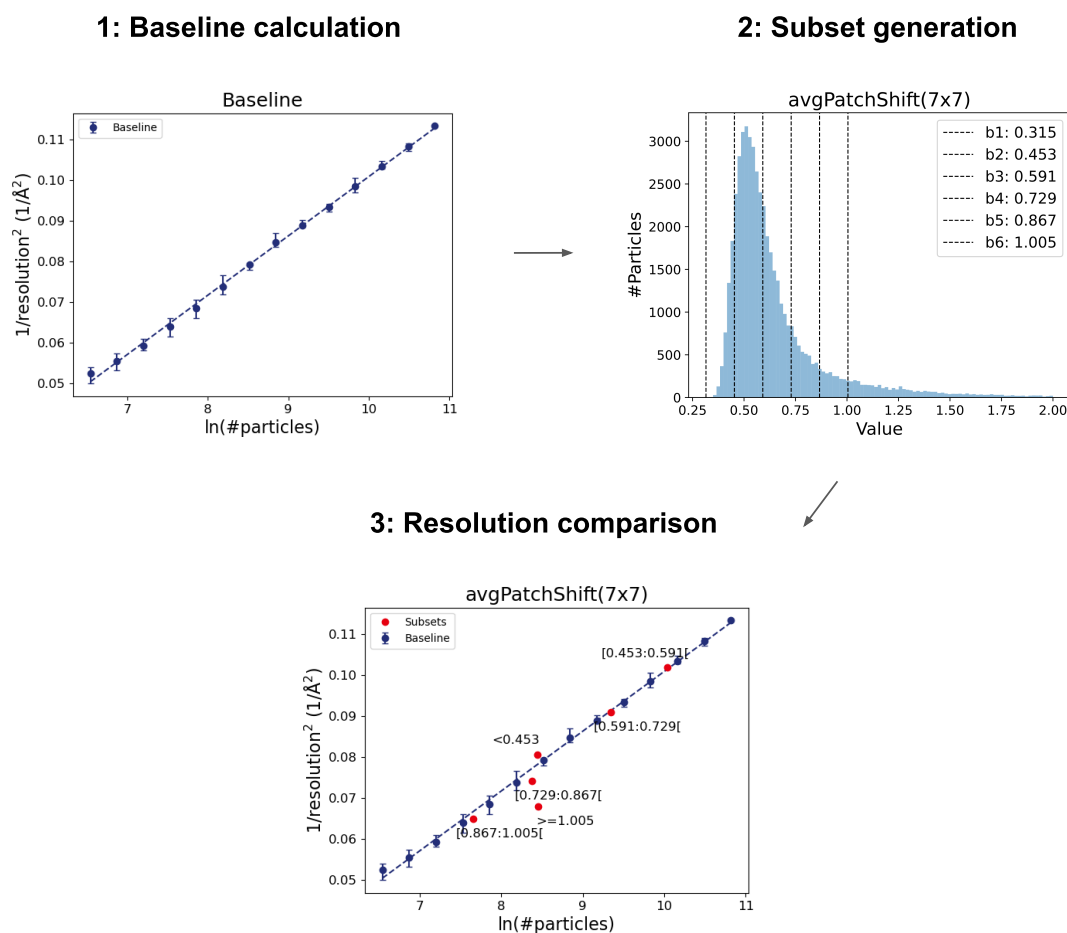 1: Baseline calculation
2: Subset generation
Baseline
Baseline
0.11
0.10
0.09
0.08
0.07
0.06
0.05
1/resolution² (1/Å²)
7
8
9
10
11
ln(#particles)
avgPatchShift(7x7)
b1: 0.315
b2: 0.453
b3: 0.591
b4: 0.729
b5: 0.867
b6: 1.005
3000
2500
2000
1500
1000
500
0
#Particles
0.25
0.50
0.75
1.00
1.25
1.50
1.75
2.00
Value
3: Resolution comparison
avgPatchShift(7x7)
Subsets
Baseline
0.11
0.10
0.09
0.08
0.07
0.06
0.05
1/resolution² (1/Å²)
[0.453:0.591[
[0.591:0.729[
<0.453
[0.729:0.867[
>=1.005
[0.867:1.005[
7
8
9
10
11
ln(#particles)